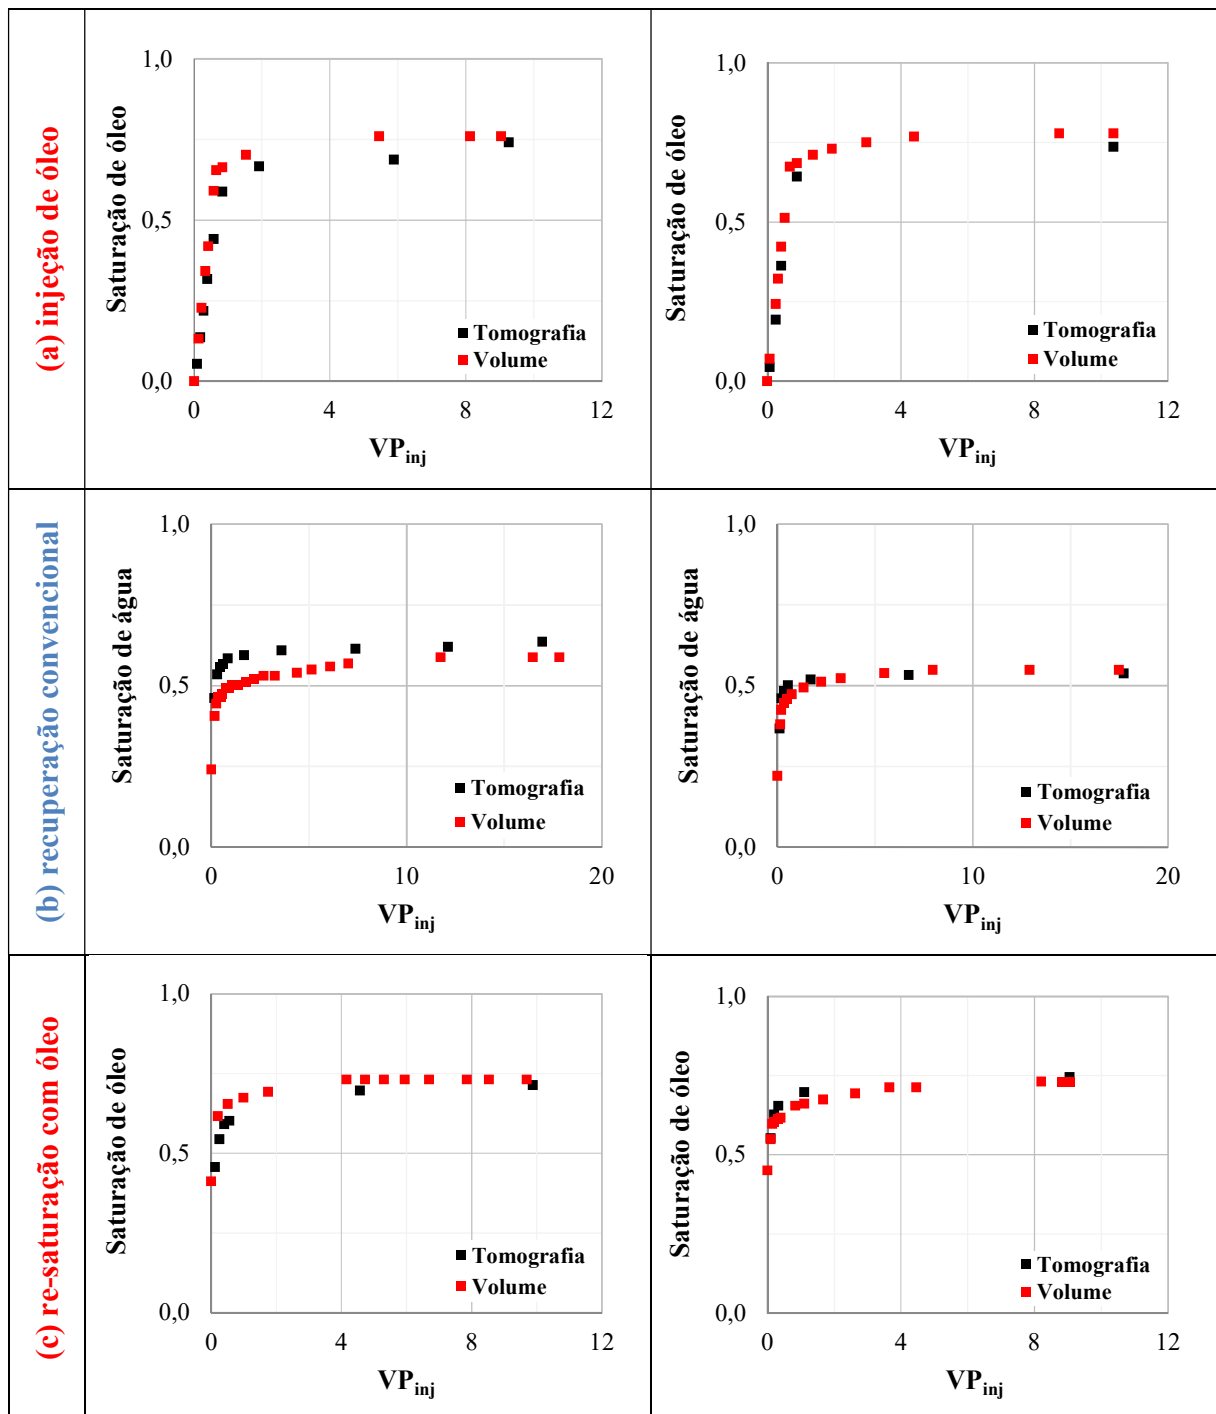 (a) injeção de óleo
Saturação de óleo
1,0
0,5
0,0
0 4 8 12
VPinj
Tomografia
Volume
Saturação de óleo
1,0
0,5
0,0
0 4 8 12
VPinj
Tomografia
Volume
(b) recuperação convencional
Saturação de água
1,0
0,5
0,0
0 10 20
VPinj
Tomografia
Volume
Saturação de água
1,0
0,5
0,0
0 10 20
VPinj
Tomografia
Volume
(c) re-saturação com óleo
Saturação de óleo
1,0
0,5
0,0
0 4 8 12
VPinj
Tomografia
Volume
Saturação de óleo
1,0
0,5
0,0
0 4 8 12
VPinj
Tomografia
Volume